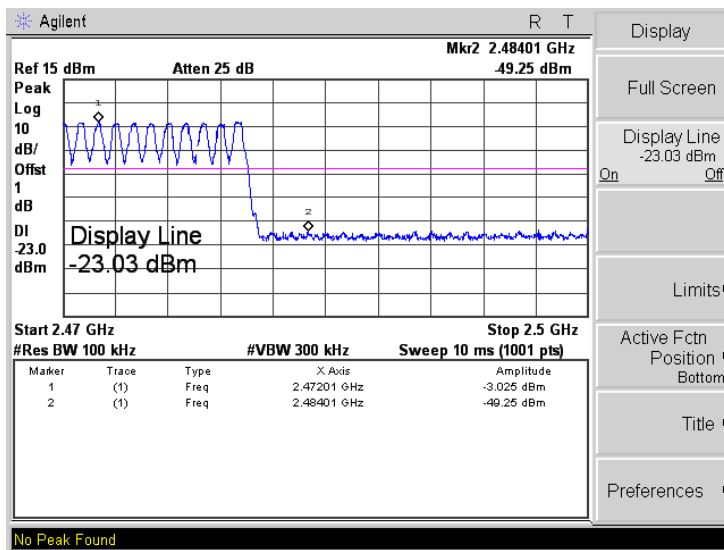 Agilent R T
Mkr2 2.48401 GHz
Ref 15 dBm Atten 25 dB -49.25 dBm
Peak
Log
10
dB/
Offst
1
dB
DI
-23.0
dBm
1
2
Display Line
-23.03 dBm
Start 2.47 GHz Stop 2.5 GHz
#Res BW 100 kHz #VBW 300 kHz Sweep 10 ms (1001 pts)
Marker Trace Type X Axis Amplitude
1 (1) Freq 2.47201 GHz -3.025 dBm
2 (1) Freq 2.48401 GHz -49.25 dBm
No Peak Found
Display
Full Screen
Display Line
-23.03 dBm
On Off
Limits
Active Fctn
Position
Bottom
Title
Preferences